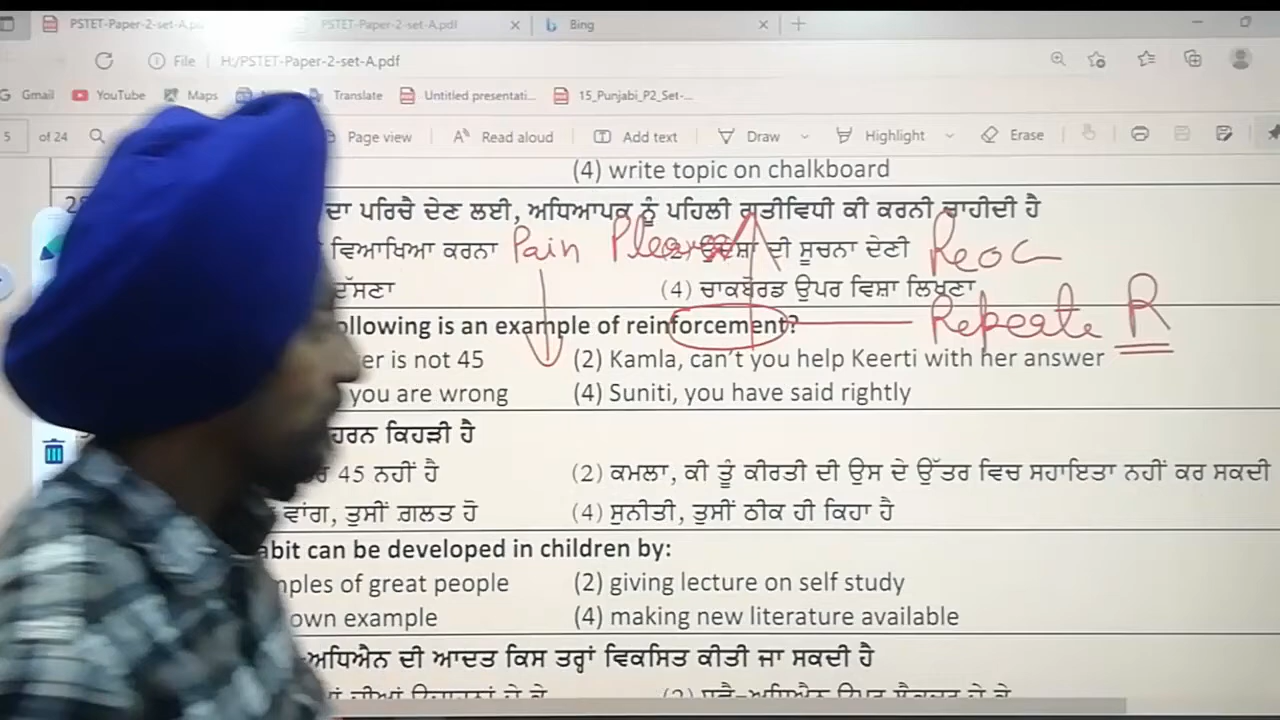 PSTET-Paper-2-set-A.pdf PSTET-Paper-2-set-A.pdf Bing
File H:/PSTET-Paper-2-set-A.pdf
Gmail YouTube Maps Translate Untitled presentati... 15_Punjabi_P2_Set-...
5 of 24 Page view Read aloud Add text Draw Highlight Erase
(4) write topic on chalkboard
ਦਾ ਪਰਿਚੈ ਦੇਣ ਲਈ, ਅਧਿਆਪਕ ਨੂੰ ਪਹਿਲੀ ਗਤੀਵਿਧੀ ਕੀ ਕਰਨੀ ਚਾਹੀਦੀ ਹੈ
ਵਿਆਖਿਆ ਕਰਨਾ Pain ਦੀ ਸੂਚਨਾ ਦੇਣੀ
ਦੱਸਣਾ (4) ਚਾਕਬੋਰਡ ਉਪਰ ਵਿਸ਼ਾ ਲਿਖਣਾ
ollowing is an example of reinforcement? R
er is not 45 (2) Kamla, can't you help Keerti with her answer
you are wrong (4) Suniti, you have said rightly
ਹਰਨ ਕਿਹੜੀ ਹੈ
45 ਨਹੀਂ ਹੈ (2) ਕਮਲਾ, ਕੀ ਤੂੰ ਕੀਰਤੀ ਦੀ ਉਸ ਦੇ ਉੱਤਰ ਵਿਚ ਸਹਾਇਤਾ ਨਹੀਂ ਕਰ ਸਕਦੀ
ਵਾਂਗ, ਤੁਸੀਂ ਗ਼ਲਤ ਹੋ (4) ਸੁਨੀਤੀ, ਤੁਸੀਂ ਠੀਕ ਹੀ ਕਿਹਾ ਹੈ
abit can be developed in children by:
mples of great people (2) giving lecture on self study
own example (4) making new literature available
-ਅਧਿਐਨ ਦੀ ਆਦਤ ਕਿਸ ਤਰ੍ਹਾਂ ਵਿਕਸਿਤ ਕੀਤੀ ਜਾ ਸਕਦੀ ਹੈ